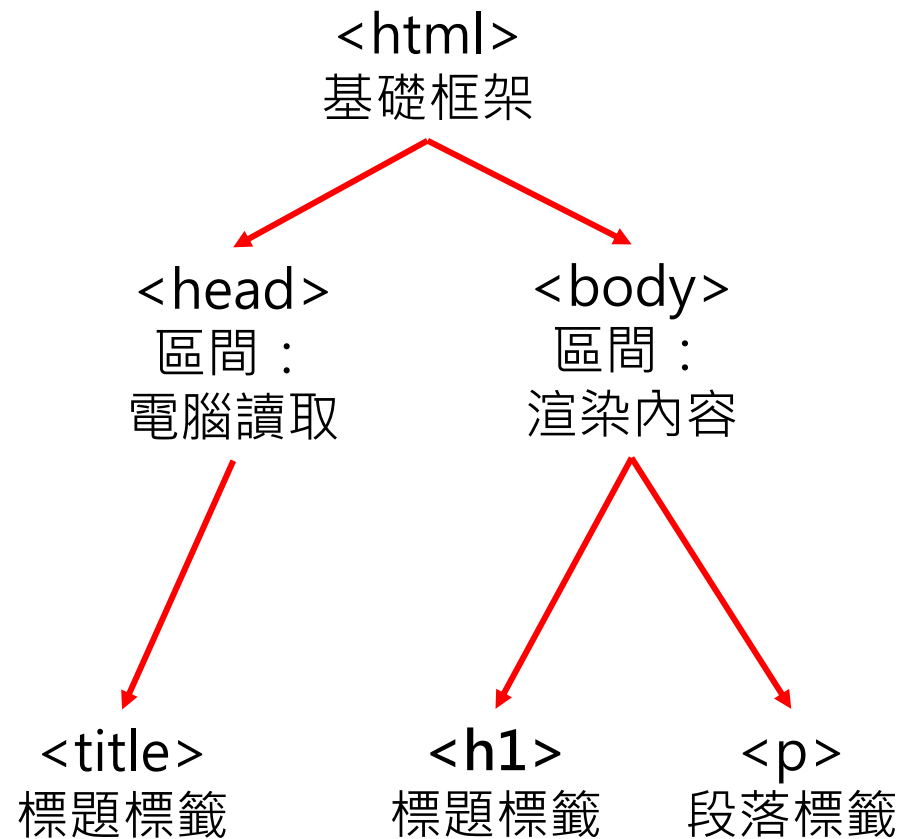 <html>
基礎框架
<head>
區間：
電腦讀取
<body>
區間：
渲染內容
<title>
標題標籤
<h1>
標題標籤
<p>
段落標籤